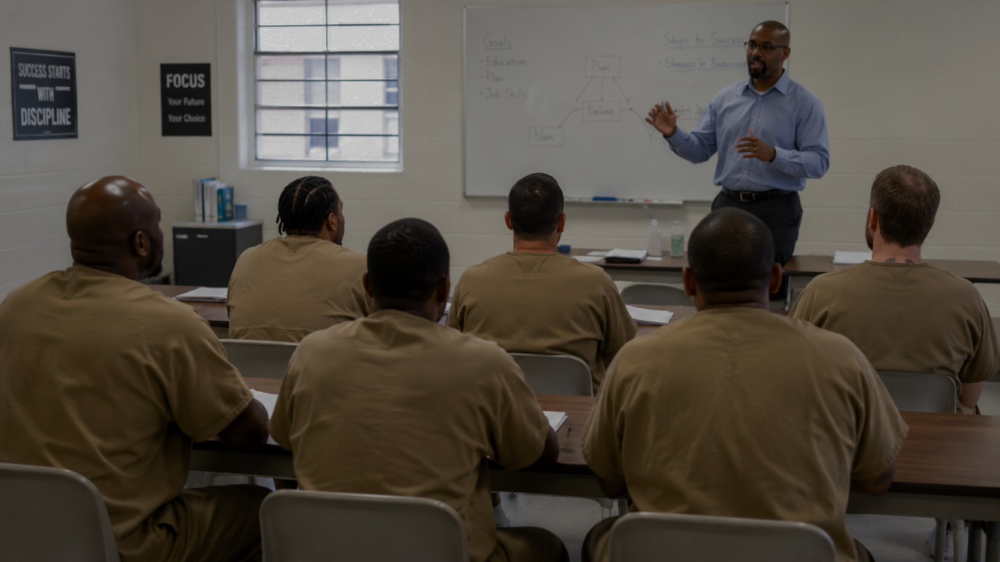 SUCCESS STARTS
WITH
DISCIPLINE
FOCUS
Your Future
Your Choice
Goals
• Education
• Plan
• Job Skills
Plan
Steps to Success